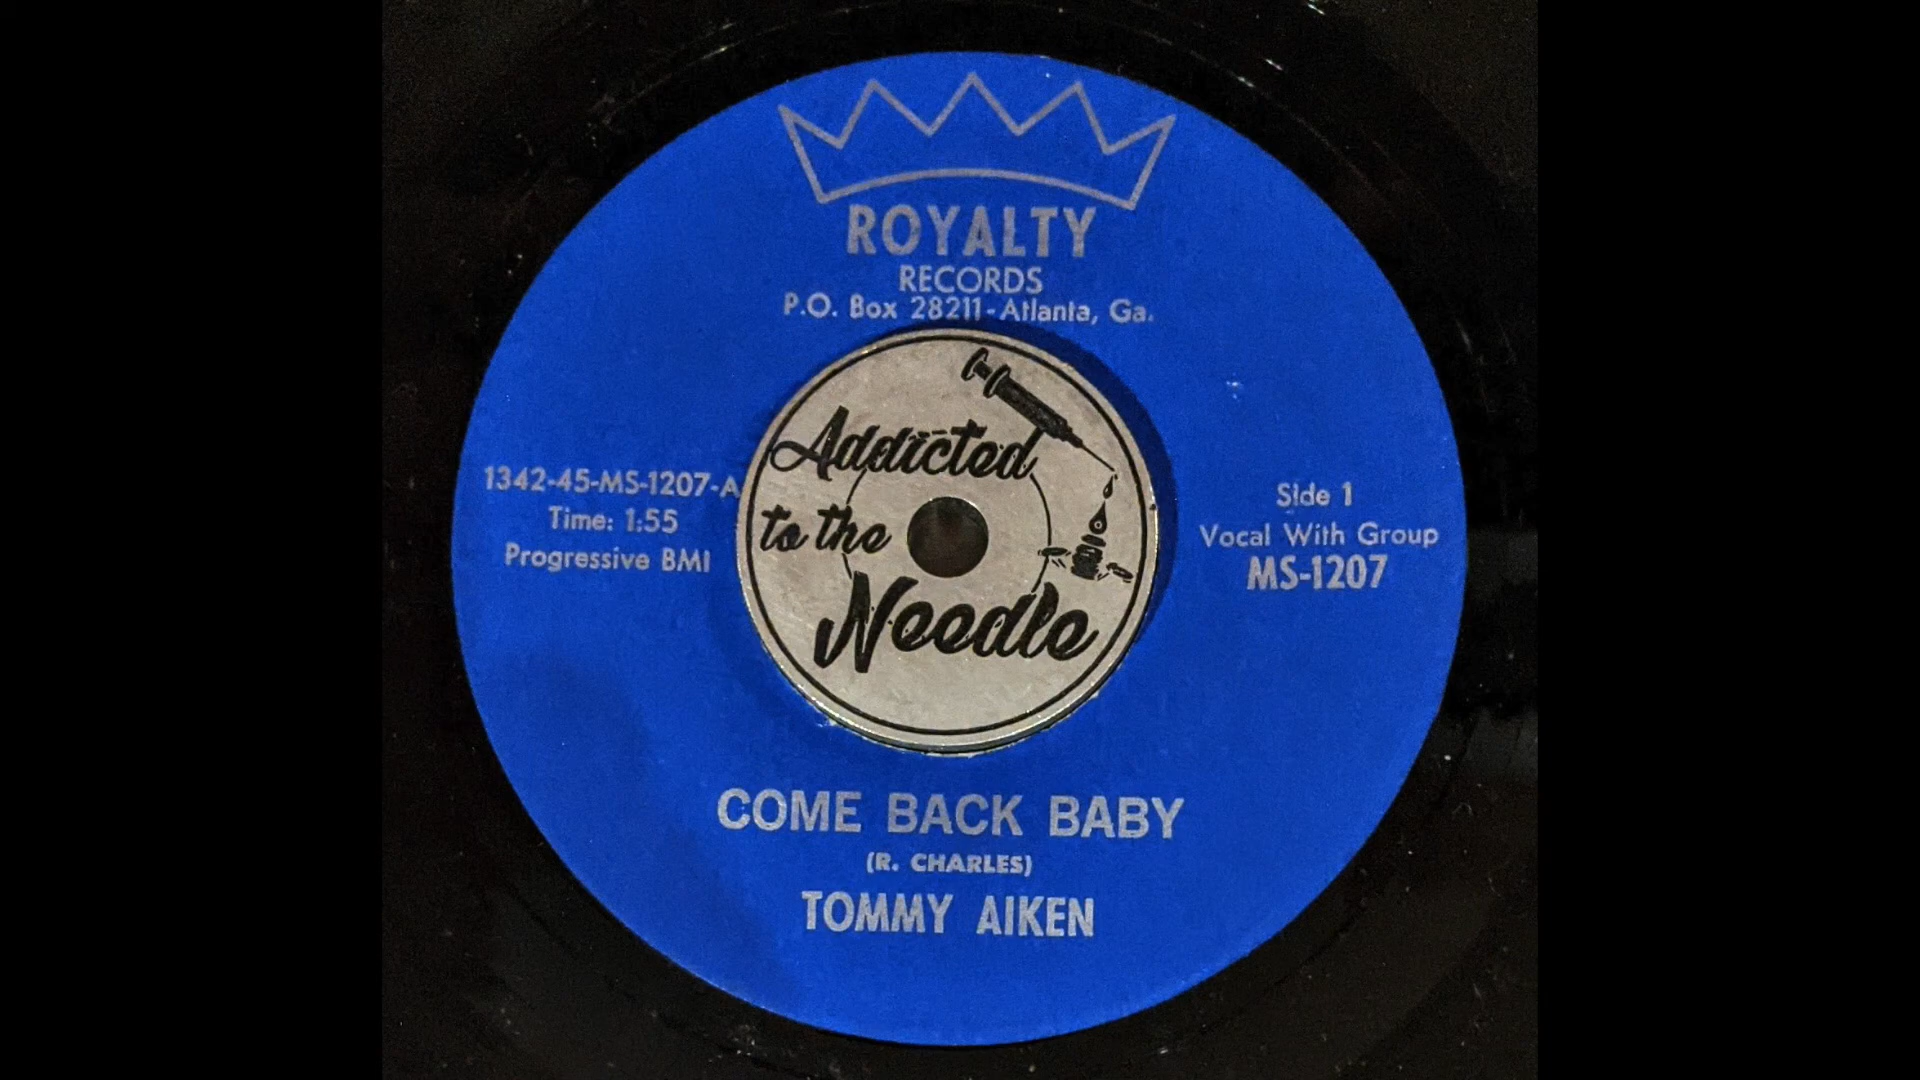 ROYALTY
RECORDS
P.O. Box 28211-Atlanta, Ga.
Addicted
to the
Needle
1342-45-MS-1207-A
Time: 1:55
Progressive BMI
Side 1
Vocal With Group
MS-1207
COME BACK BABY
(R. CHARLES)
TOMMY AIKEN